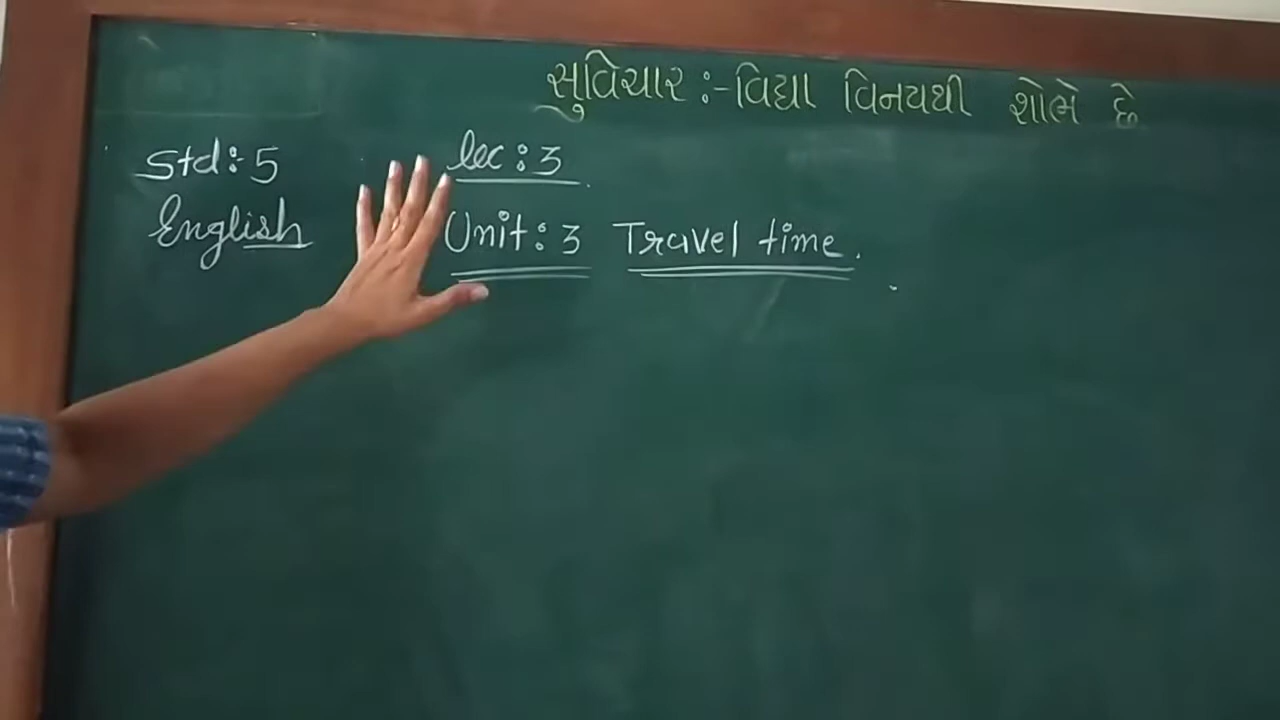 સુવિચાર :- વિદ્યા વિનયથી શોભે છે
Std :- 5
lec : 3
English
Unit : 3 Travel time.